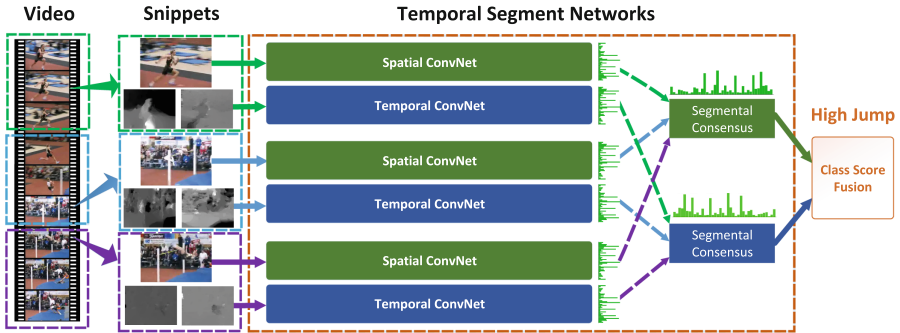 Video
Snippets
Temporal Segment Networks
Spatial ConvNet
Temporal ConvNet
Spatial ConvNet
Temporal ConvNet
Spatial ConvNet
Temporal ConvNet
Segmental
Consensus
Segmental
Consensus
High Jump
Class Score
Fusion